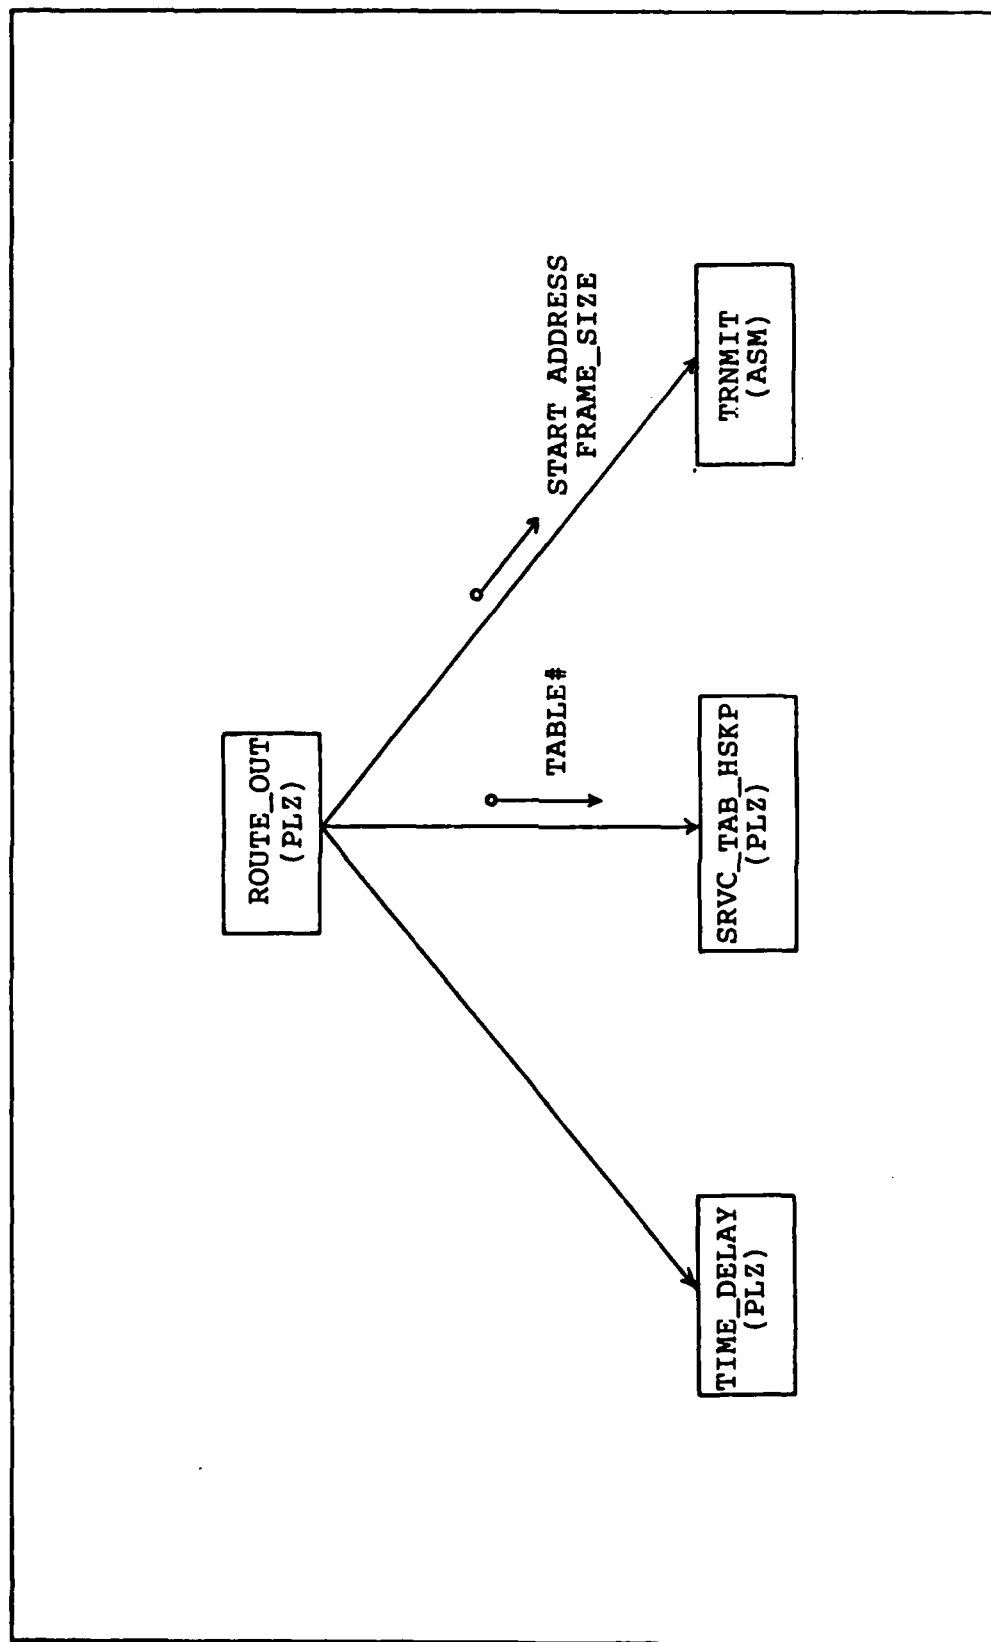 ROUTE_OUT
(PLZ)
START ADDRESS
FRAME_SIZE
TABLE#
TIME_DELAY
(PLZ)
SRVC_TAB_HSKP
(PLZ)
TRNMIT
(ASM)